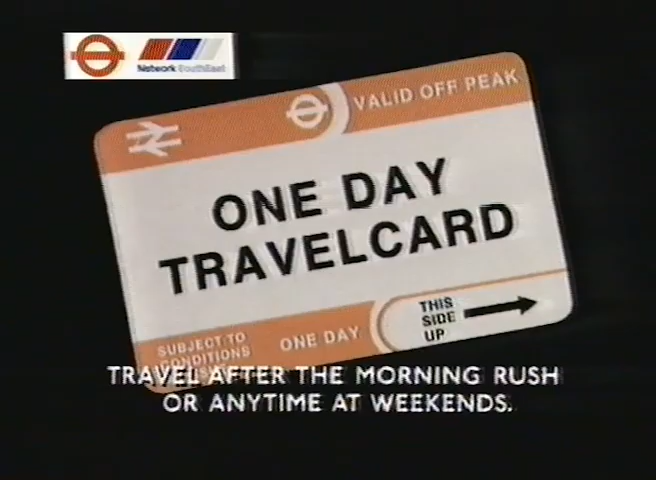 Network SouthEast
VALID OFF PEAK
ONE DAY
TRAVELCARD
THIS
SIDE
UP
SUBJECT TO
CONDITIONS
ONE DAY
TRAVEL AFTER THE MORNING RUSH
OR ANYTIME AT WEEKENDS.